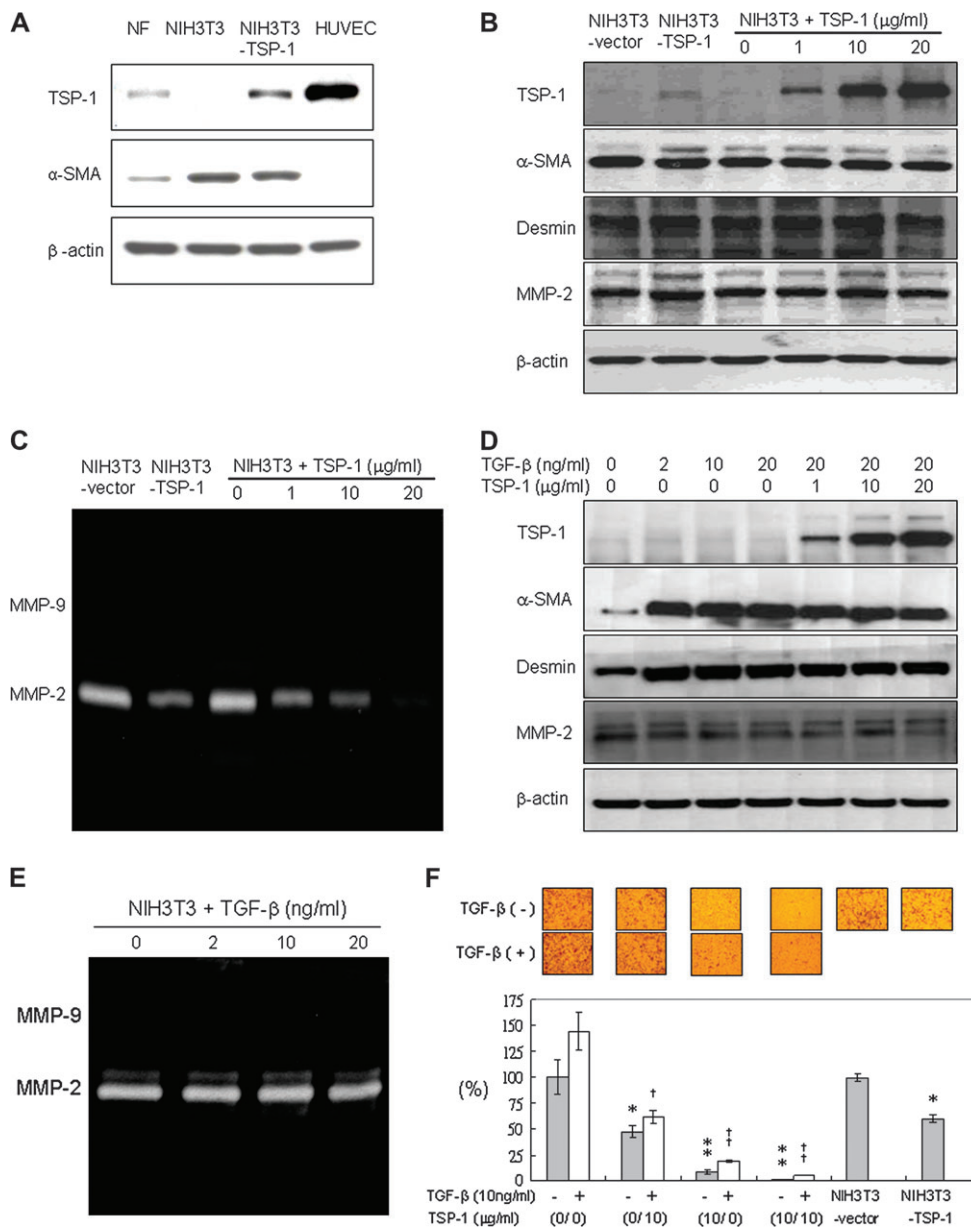 A
NF NIH3T3 NIH3T3 HUVEC
-TSP-1
TSP-1
α-SMA
β -actin
B
NIH3T3 NIH3T3 NIH3T3 + TSP-1 (μg/ml)
-vector -TSP-1 0 1 10 20
TSP-1
α-SMA
Desmin
MMP-2
β-actin
C
NIH3T3 NIH3T3 NIH3T3 + TSP-1 (μg/ml)
-vector -TSP-1 0 1 10 20
MMP-9
MMP-2
D
TGF-β (ng/ml) 0 2 10 20 20 20 20
TSP-1 (μg/ml) 0 0 0 0 1 10 20
TSP-1
α-SMA
Desmin
MMP-2
β-actin
E
NIH3T3 + TGF-β (ng/ml)
0 2 10 20
MMP-9
MMP-2
F
TGF-β ( - )
TGF-β ( + )
175
150
125
100
75
50
25
0
(%)
* † * * † † * * † † *
TGF-β (10ng/ml) - + - + - + - + NIH3T3 NIH3T3
TSP-1 (μg/ml) (0/0) (0/10) (10/0) (10/10) -vector -TSP-1